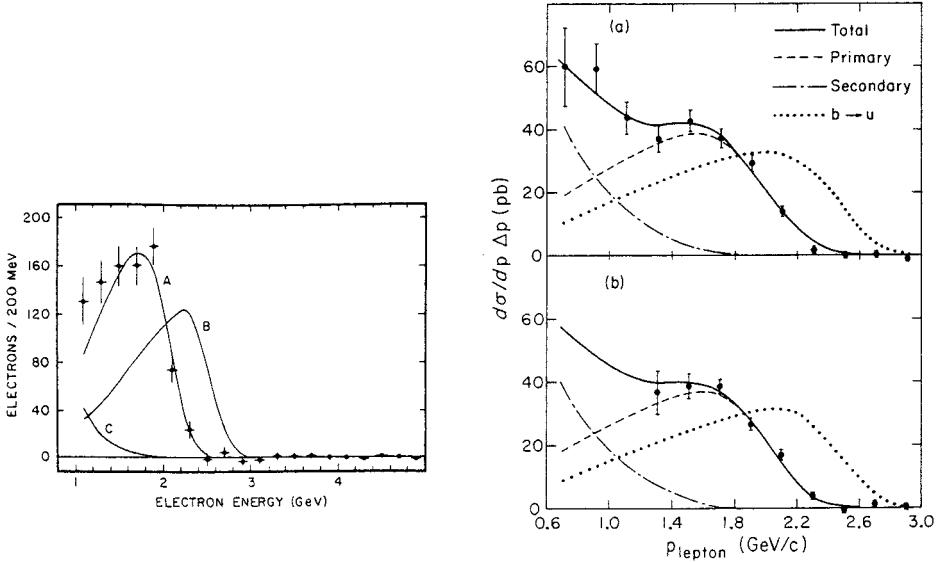 200
160
120
80
40
0
ELECTRONS / 200 MeV
A
B
C
1
2
3
4
ELECTRON ENERGY (GeV)
(a)
Total
Primary
Secondary
b → u
60
40
20
0
dσ/dp Δp (pb)
(b)
60
40
20
0
0.6 1.0 1.4 1.8 2.2 2.6 3.0
p lepton (GeV/c)